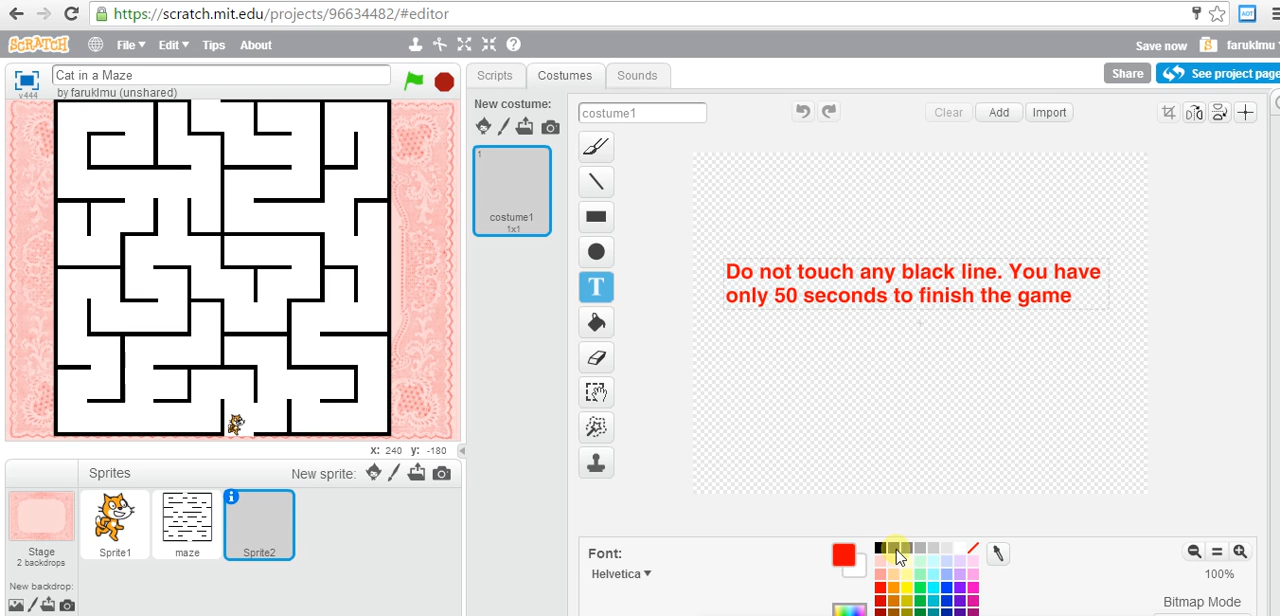 https://scratch.mit.edu/projects/96634482/#editor
AOT
SCRATCH File▼ Edit▼ Tips About
Save now faruklmu
v444
Cat in a Maze
by faruklmu (unshared)
Scripts Costumes Sounds
Share See project page
New costume:
1
costume1
1x1
costume1
Clear Add Import
T
Do not touch any black line. You have
only 50 seconds to finish the game
x: 240 y: -180
Sprites New sprite:
Stage
2 backdrops
Sprite1
maze
Sprite2
New backdrop:
Font:
Helvetica▼
100%
Bitmap Mode